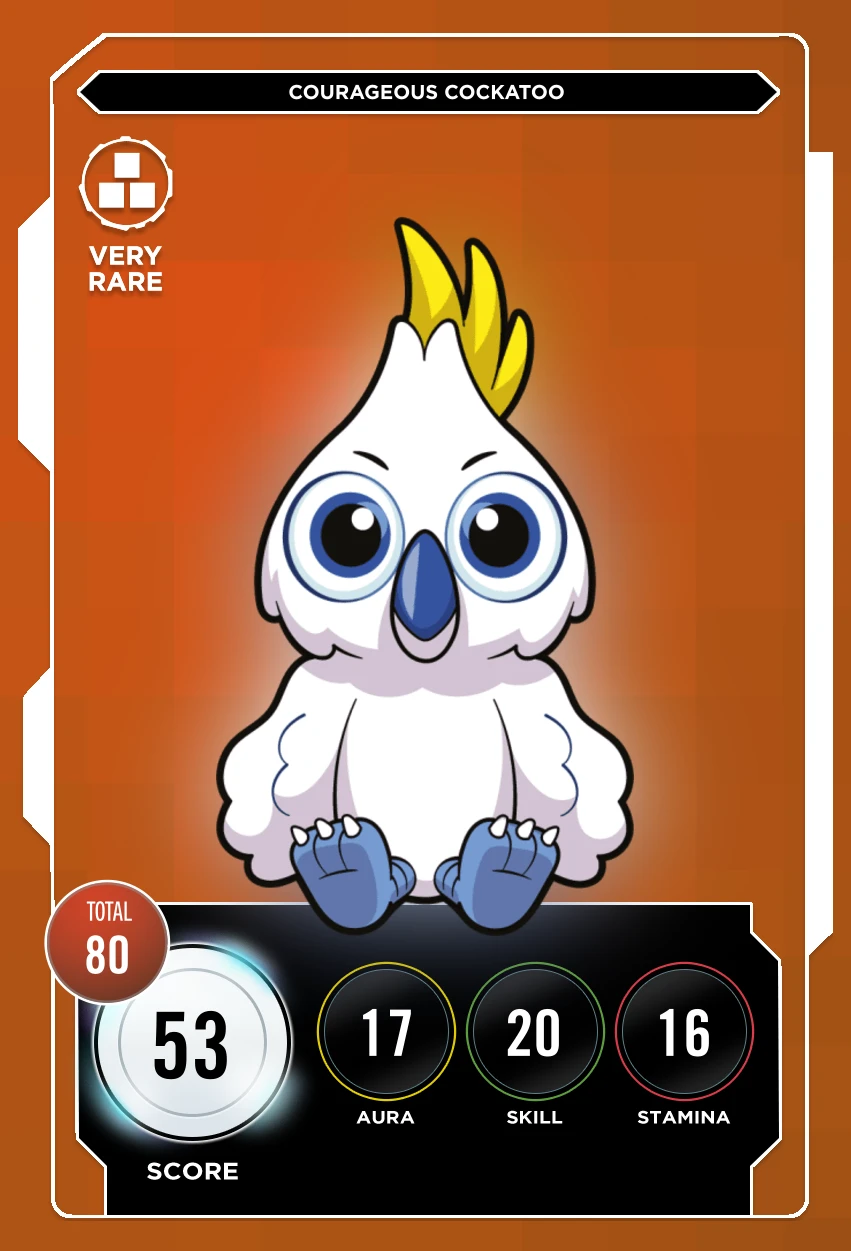 COURAGEOUS COCKATOO
VERY
RARE
TOTAL
80
53
SCORE
17
AURA
20
SKILL
16
STAMINA